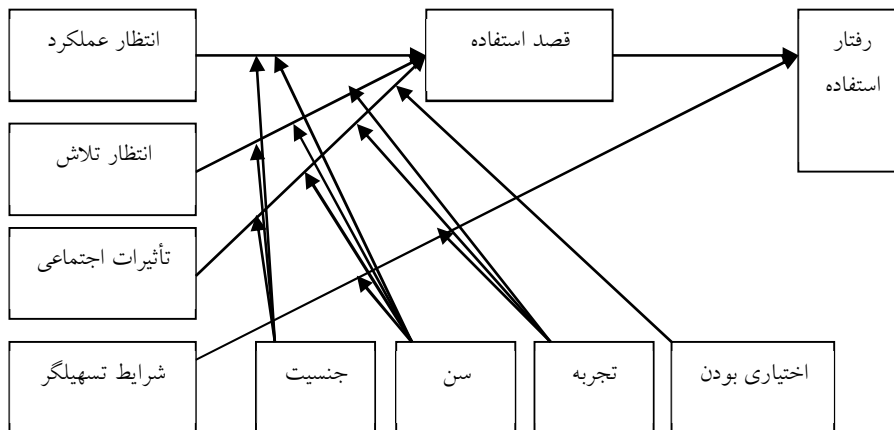 انتظار عملکرد
قصد استفاده
رفتار
استفاده
انتظار تلاش
تأثیرات اجتماعی
شرایط تسهیلگر
جنسیت
سن
تجربه
اختیاری بودن